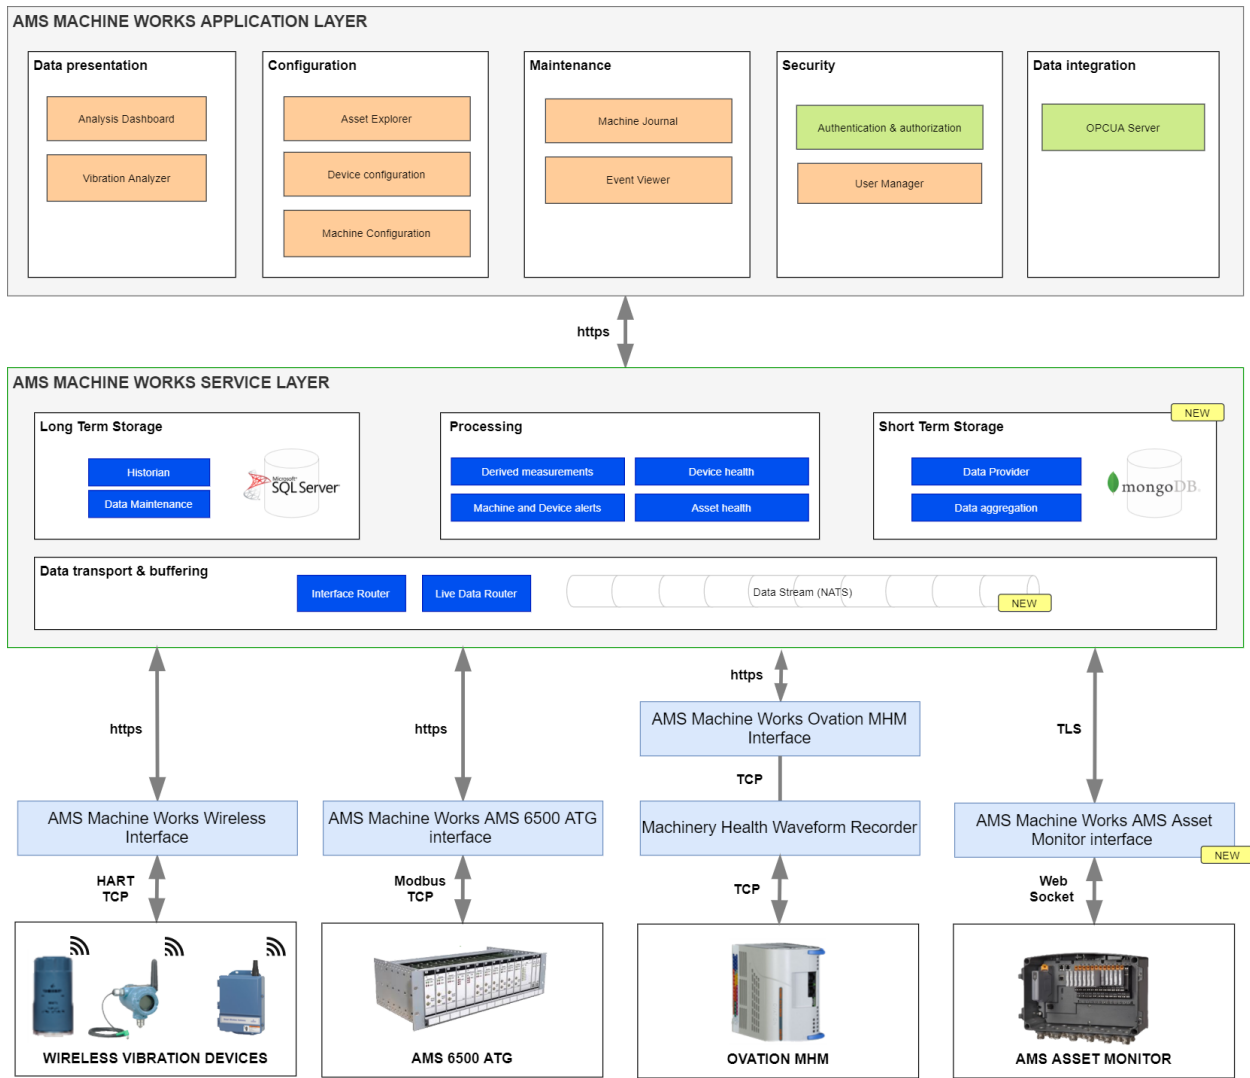 AMS MACHINE WORKS APPLICATION LAYER
Data presentation
Analysis Dashboard
Vibration Analyzer
Configuration
Asset Explorer
Device configuration
Machine Configuration
Maintenance
Machine Journal
Event Viewer
Security
Authentication & authorization
User Manager
Data integration
OPCUA Server
https
AMS MACHINE WORKS SERVICE LAYER
Long Term Storage
Historian
Data Maintenance
Microsoft
SQL Server
Processing
Derived measurements
Device health
Machine and Device alerts
Asset health
NEW
Short Term Storage
Data Provider
Data aggregation
mongoDB
Data transport & buffering
Interface Router
Live Data Router
Data Stream (NATS)
NEW
https
https
https
TLS
AMS Machine Works Ovation MHM
Interface
TCP
AMS Machine Works Wireless
Interface
AMS Machine Works AMS 6500 ATG
interface
Machinery Health Waveform Recorder
AMS Machine Works AMS Asset
Monitor interface
NEW
HART
TCP
Modbus
TCP
TCP
Web
Socket
WIRELESS VIBRATION DEVICES
AMS 6500 ATG
OVATION MHM
AMS ASSET MONITOR